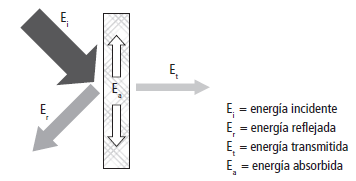 Ei
Et
Ea
Er
Ei = energía incidente
Er = energía reflejada
Et = energía transmitida
Ea = energía absorbida